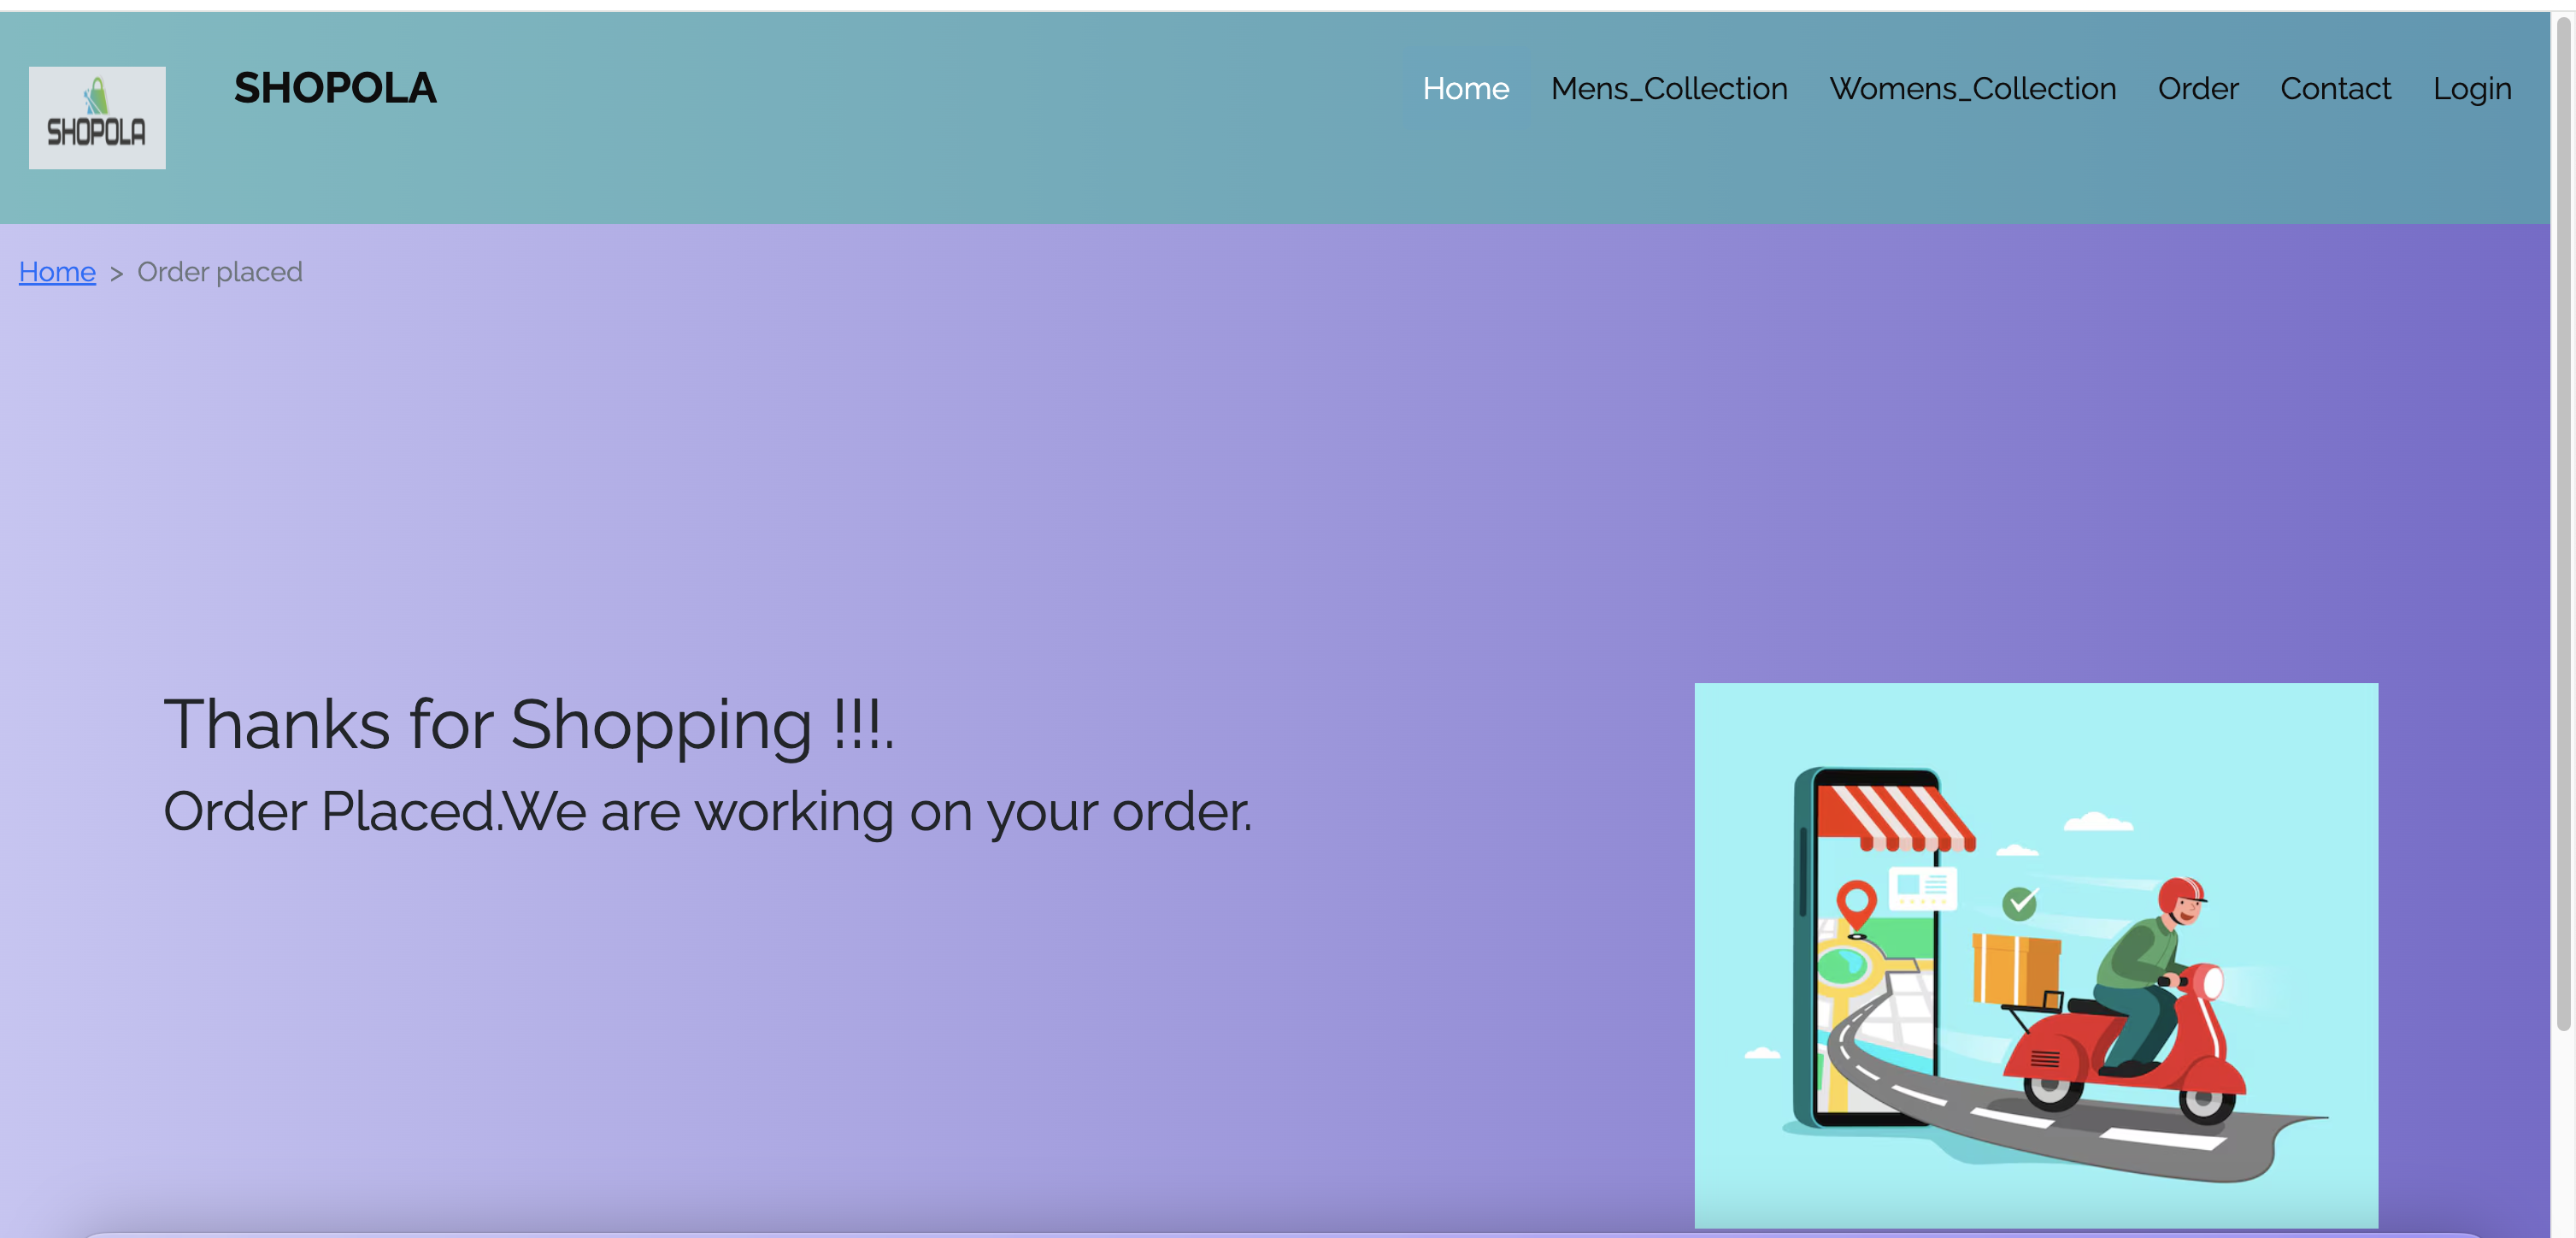 SHOPOLA
SHOPOLA
Home Mens_Collection Womens_Collection Order Contact Login
Home > Order placed
Thanks for Shopping !!!.
Order Placed.We are working on your order.